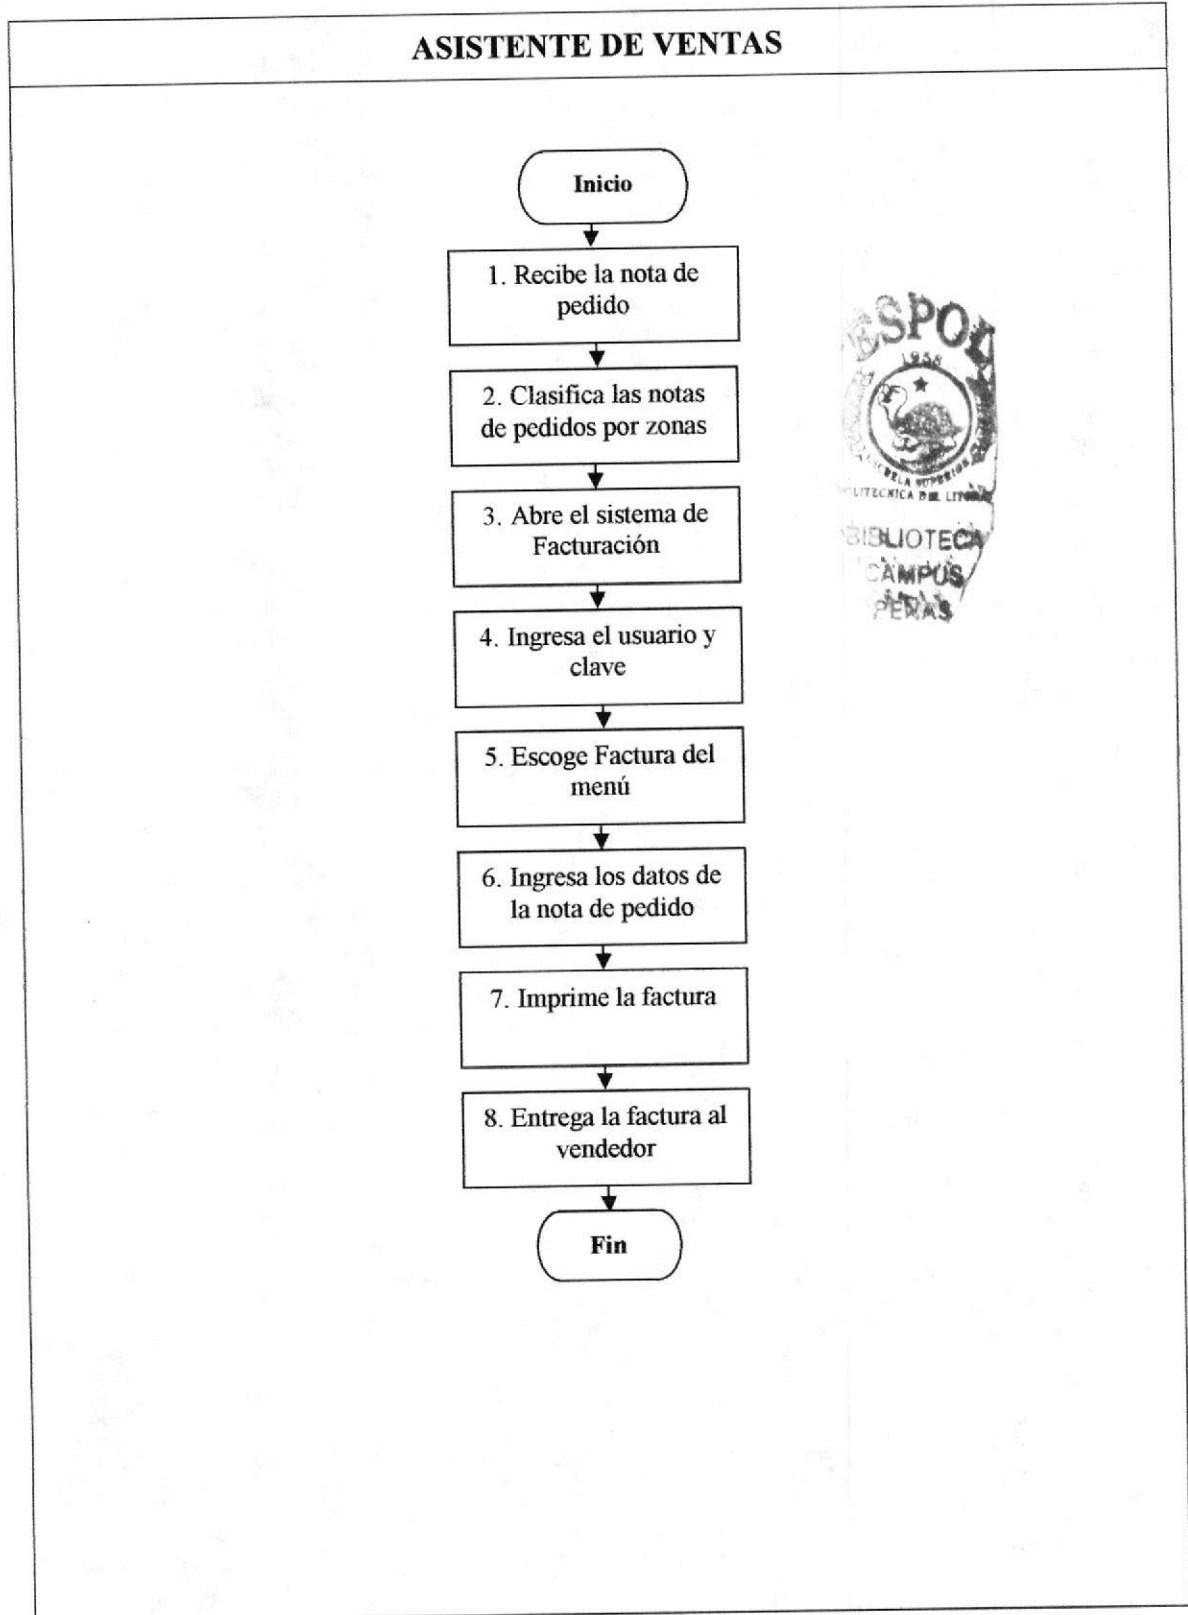 ASISTENTE DE VENTAS
Inicio
1. Recibe la nota de
pedido
2. Clasifica las notas
de pedidos por zonas
3. Abre el sistema de
Facturación
4. Ingresa el usuario y
clave
5. Escoge Factura del
menú
6. Ingresa los datos de
la nota de pedido
7. Imprime la factura
8. Entrega la factura al
vendedor
Fin
ESPOL
1958
BIBLIOTECA
CAMPUS
PEÑAS